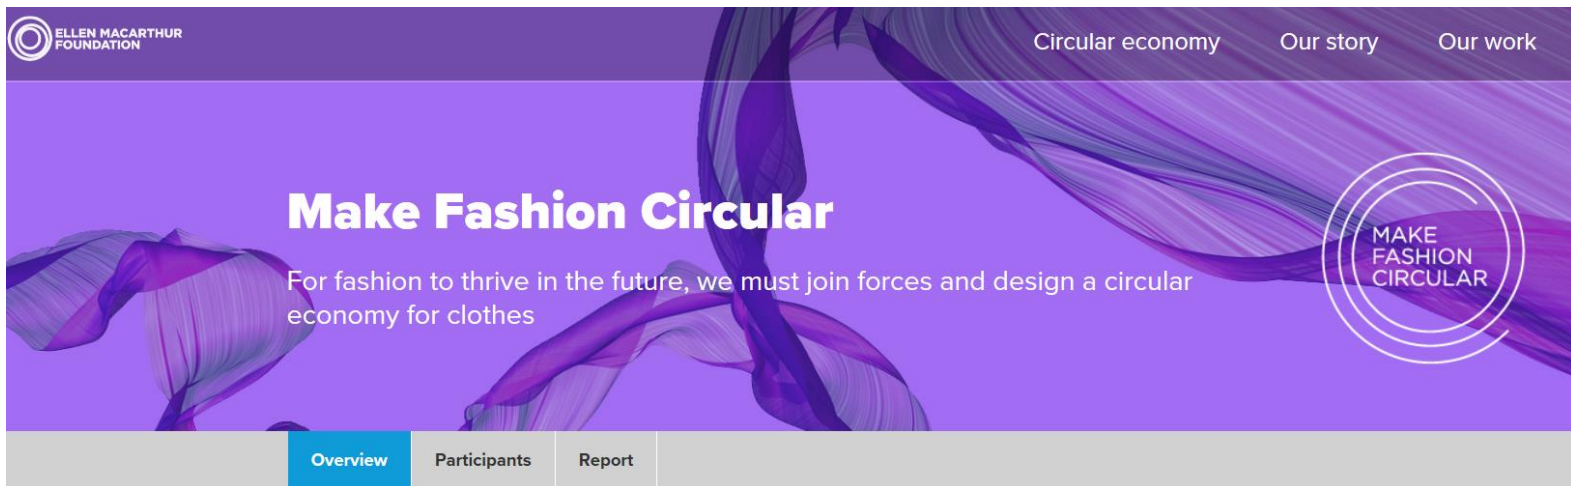 ELLEN MACARTHUR
FOUNDATION
Circular economy
Our story
Our work
Make Fashion Circular
For fashion to thrive in the future, we must join forces and design a circular
economy for clothes
MAKE
FASHION
CIRCULAR
Overview
Participants
Report